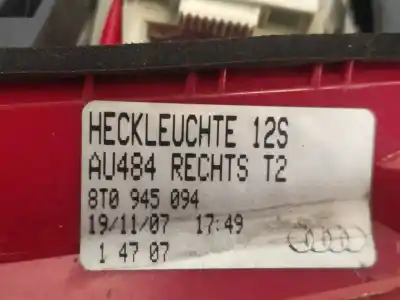 HECKLEUCHTE 12S
AU484 RECHTS T2
8T0 945 094
19/11/07 17:49
1 47 07